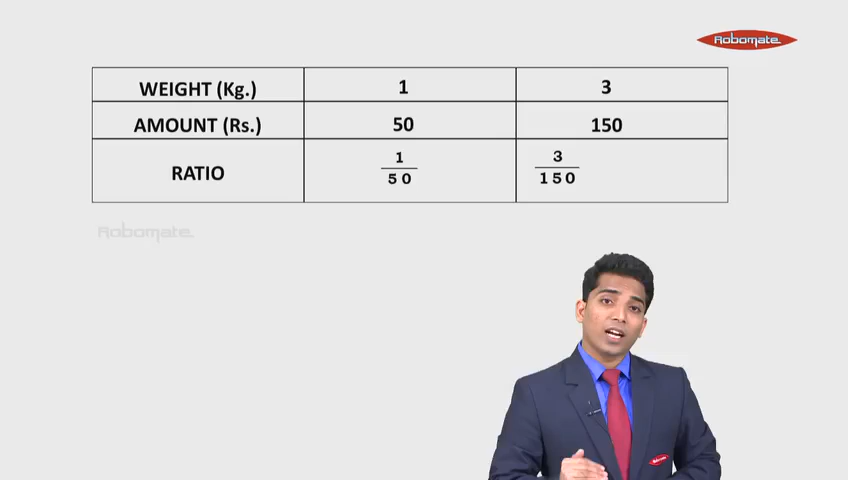 Robomate
WEIGHT (Kg.) 1 3
AMOUNT (Rs.) 50 150
RATIO 1/50 3/150
Robomate